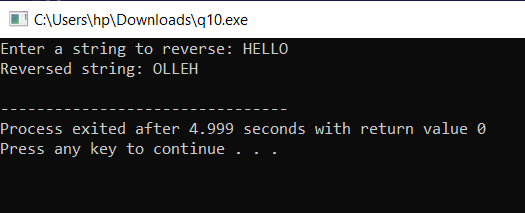 C:\Users\hp\Downloads\q10.exe
Enter a string to reverse: HELLO
Reversed string: OLLEH
--------------------------------
Process exited after 4.999 seconds with return value 0
Press any key to continue . . .